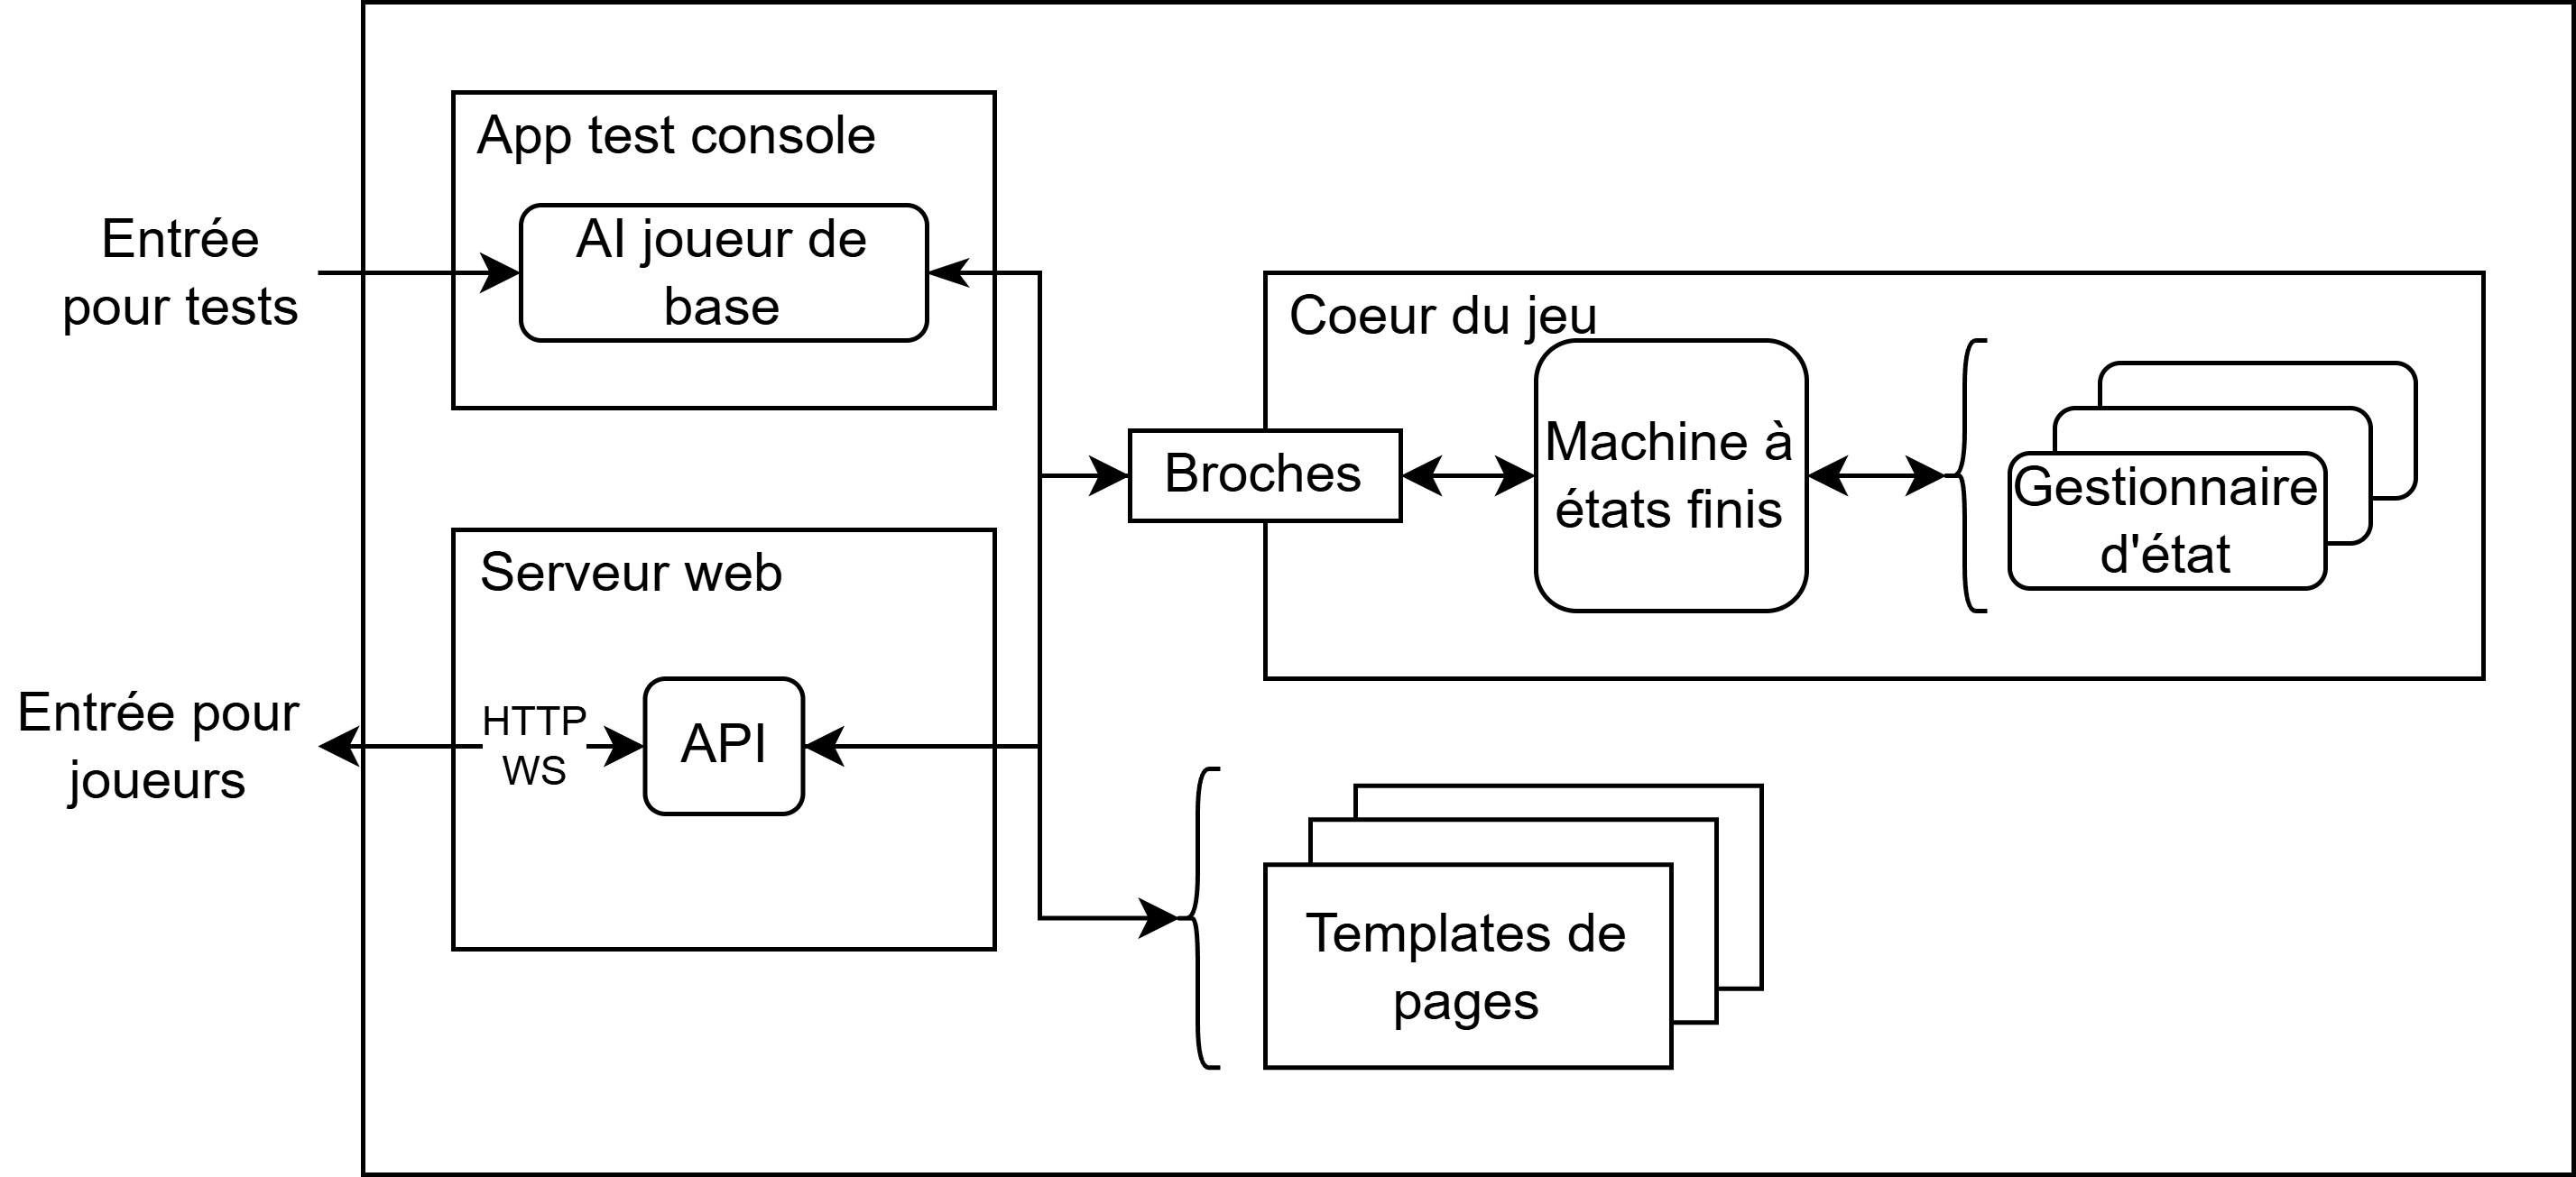 App test console
Entrée
pour tests
AI joueur de
base
Coeur du jeu
Broches
Machine à
états finis
Gestionnaire
d'état
Serveur web
Entrée pour
joueurs
HTTP
WS
API
Templates de
pages